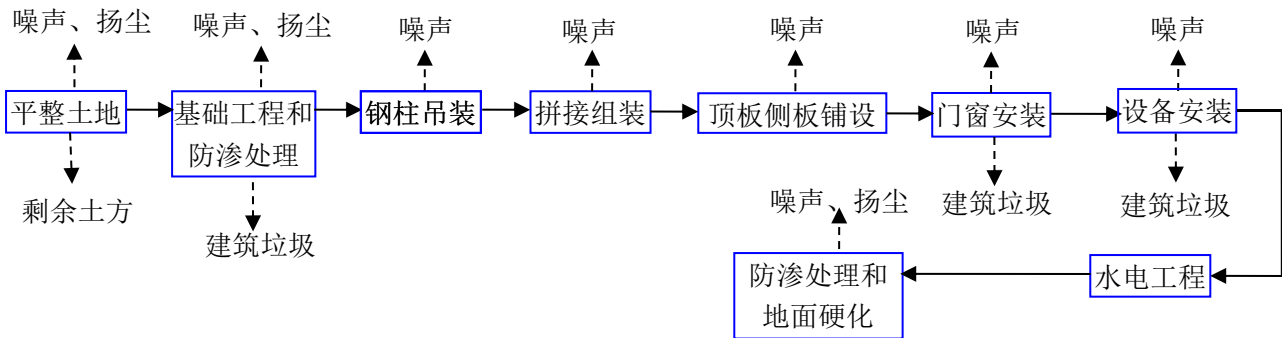 噪声、扬尘
噪声、扬尘
噪声
噪声
噪声
噪声
噪声
平整土地
基础工程和
防渗处理
钢柱吊装
拼接组装
顶板侧板铺设
门窗安装
设备安装
剩余土方
建筑垃圾
建筑垃圾
建筑垃圾
噪声、扬尘
防渗处理和
地面硬化
水电工程